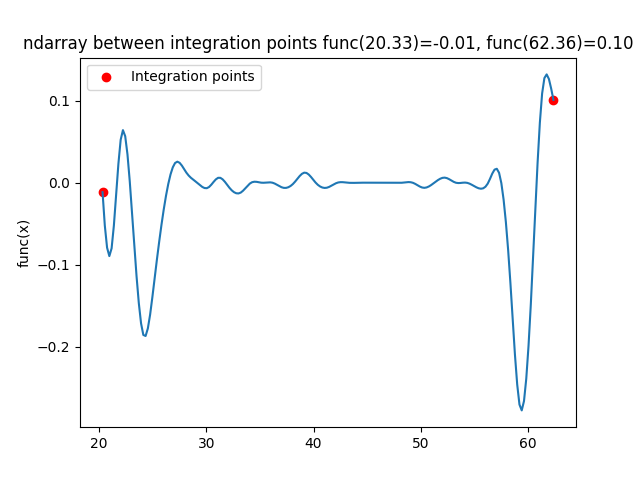 ndarray between integration points func(20.33)=-0.01, func(62.36)=0.10
Integration points
0.1
0.0
−0.1
−0.2
func(x)
20 30 40 50 60